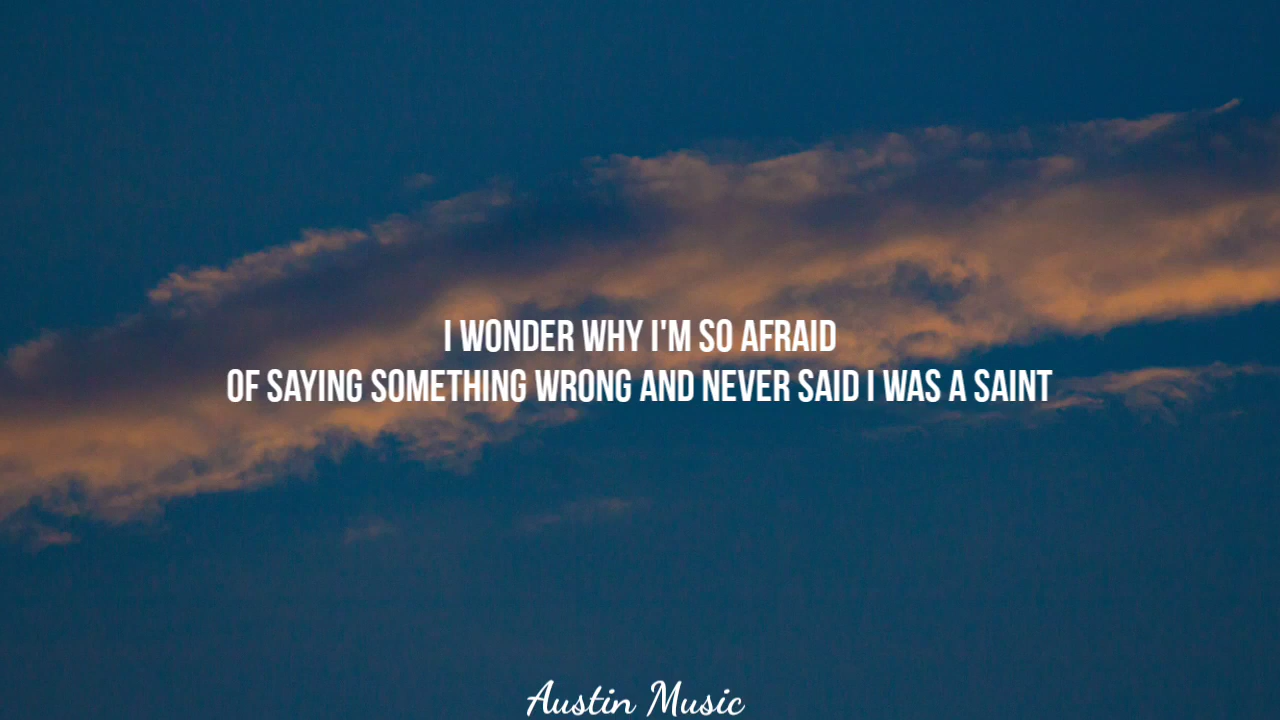 I WONDER WHY I'M SO AFRAID
OF SAYING SOMETHING WRONG AND NEVER SAID I WAS A SAINT
Austin Music